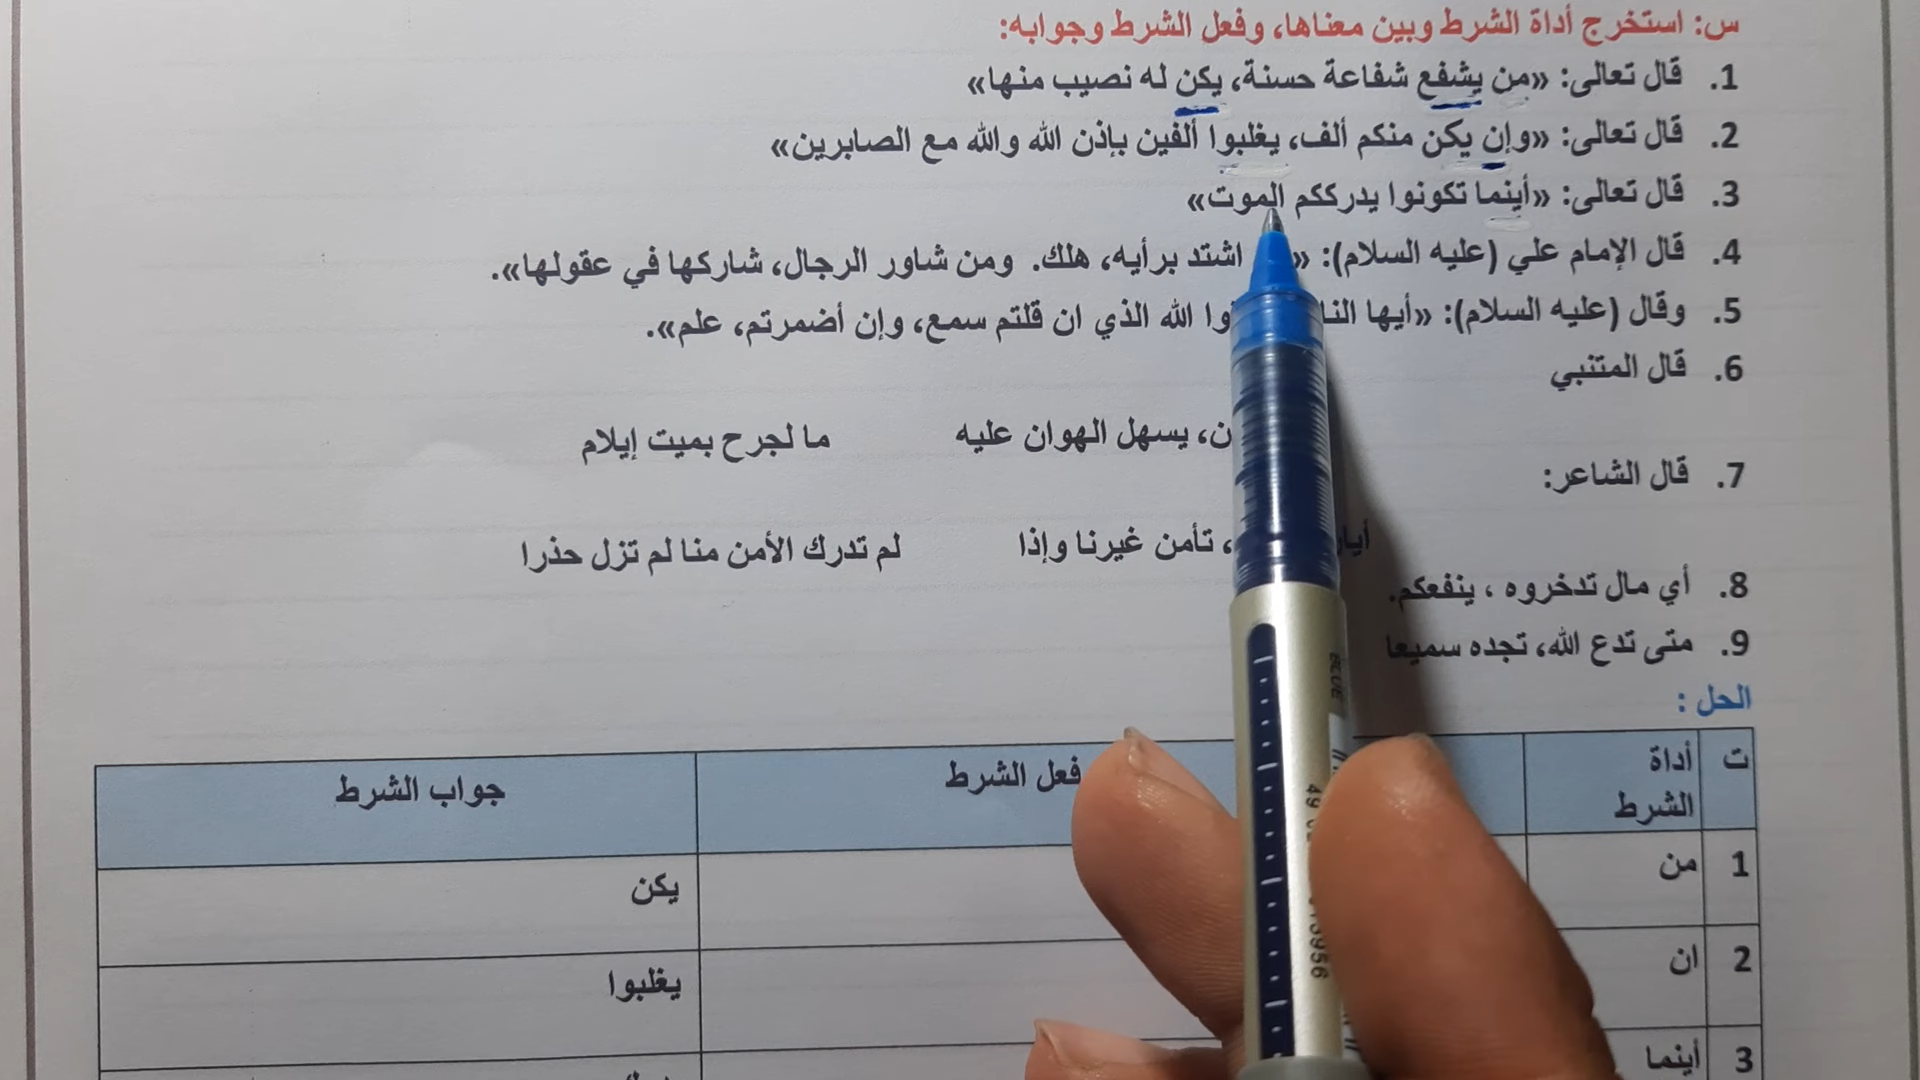 س: استخرج أداة الشرط وبين معناها، وفعل الشرط وجوابه:
1. قال تعالى: «من يشفع شفاعة حسنة، يكن له نصيب منها»
2. قال تعالى: «وإن يكن منكم ألف، يغلبوا ألفين بإذن الله والله مع الصابرين»
3. قال تعالى: «أينما تكونوا يدرككم الموت»
4. قال الإمام علي (عليه السلام): « اشتد برأيه، هلك. ومن شاور الرجال، شاركها في عقولها».
5. وقال (عليه السلام): «أيها الله الذي ان قلتم سمع، وإن أضمرتم، علم».
6. قال المتنبي
يسهل الهوان عليه ما لجرح بميت إيلام
7. قال الشاعر:
تأمن غيرنا وإذا لم تدرك الأمن منا لم تزل حذرا
8. أي مال تدخروه ، ينفعكم.
9. متى تدع الله، تجده سميعا
الحل :
ت أداة الشرط فعل الشرط جواب الشرط
1 من يكن
2 ان يغلبوا
3 أينما